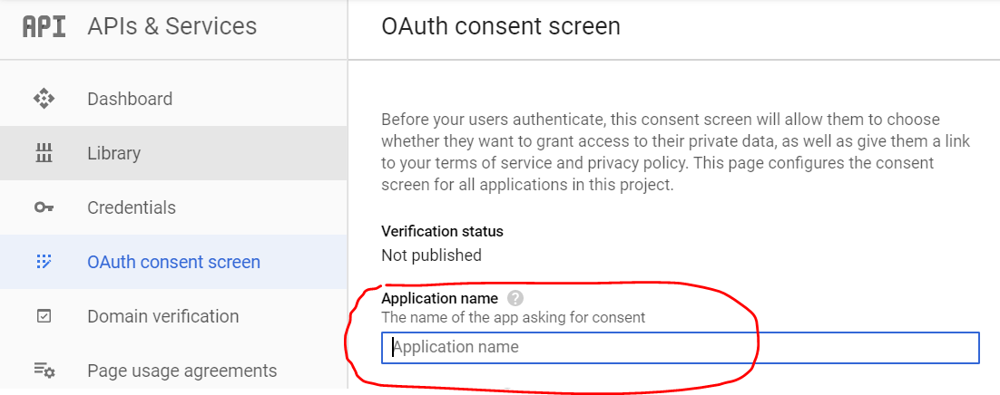 API APIs & Services
Dashboard
Library
Credentials
OAuth consent screen
Domain verification
Page usage agreements
OAuth consent screen
Before your users authenticate, this consent screen will allow them to choose
whether they want to grant access to their private data, as well as give them a link
to your terms of service and privacy policy. This page configures the consent
screen for all applications in this project.
Verification status
Not published
Application name ?
The name of the app asking for consent
Application name